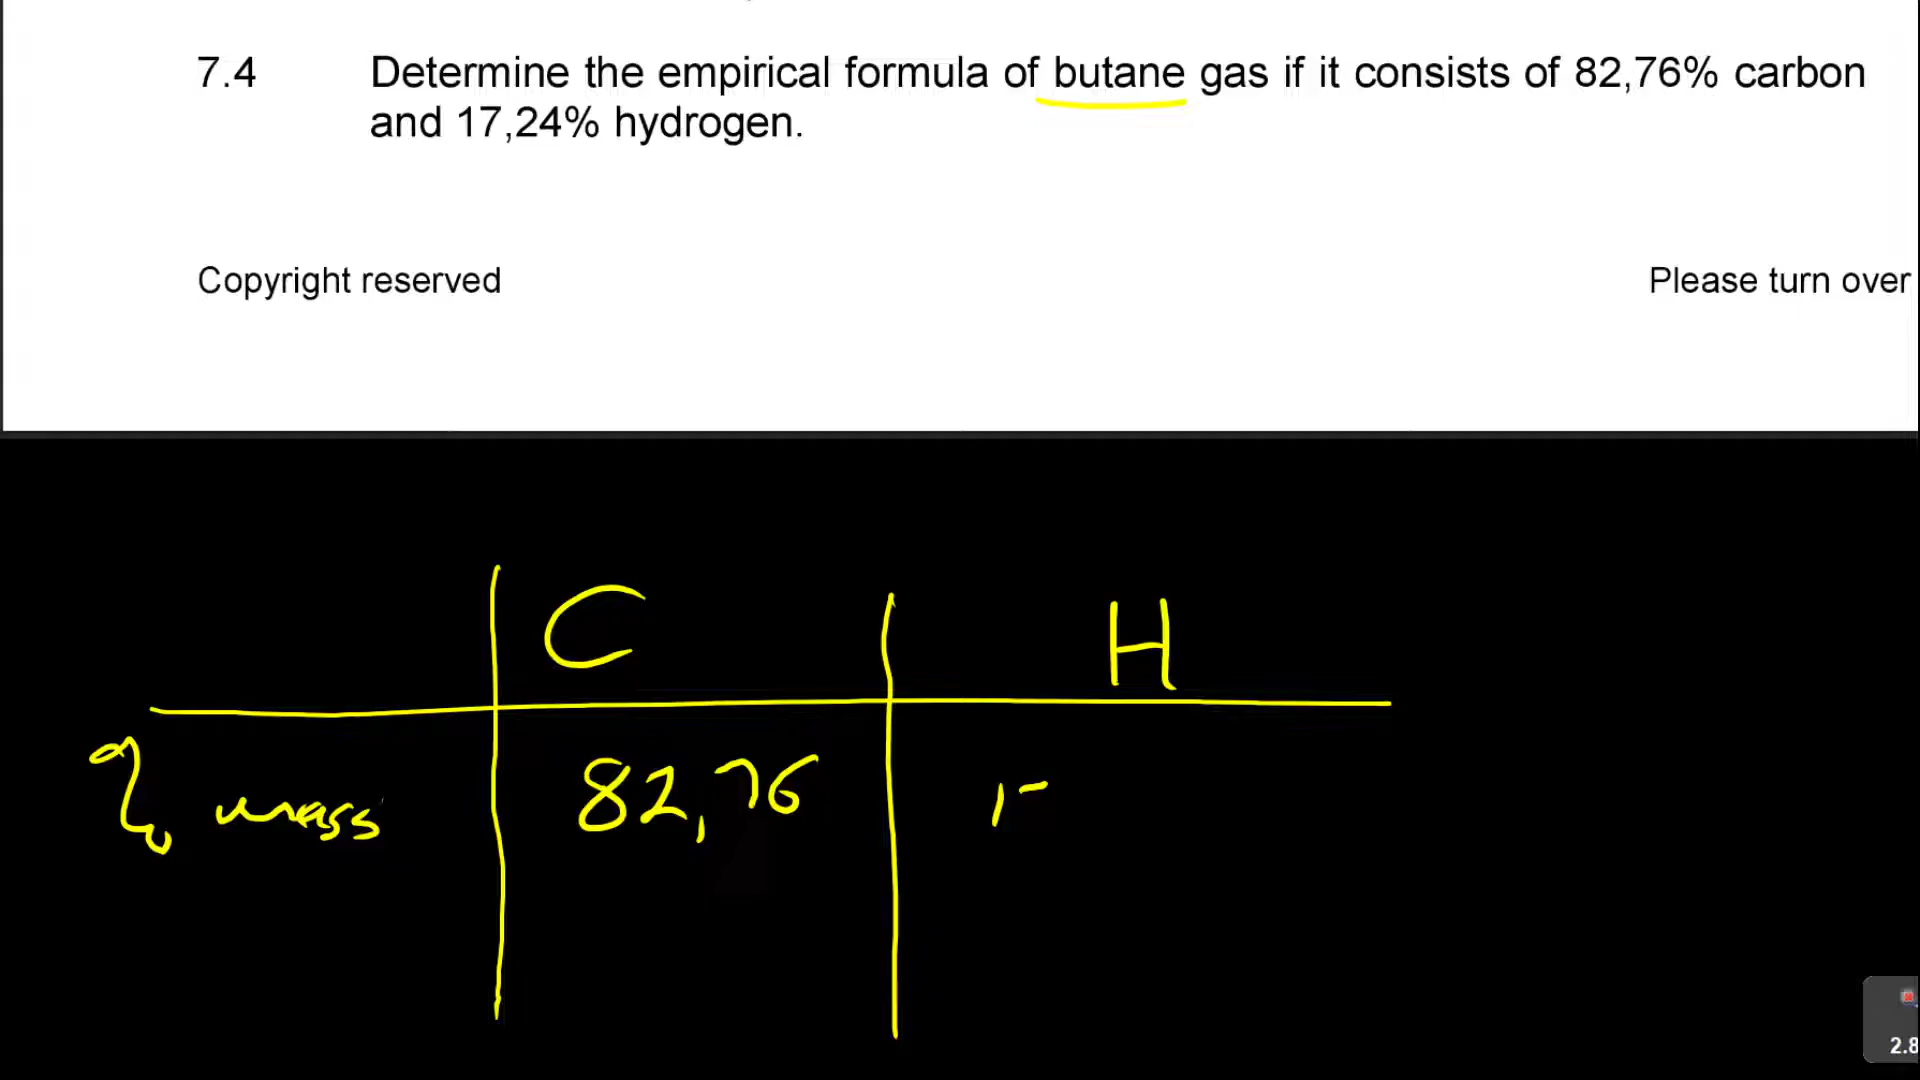 7.4 Determine the empirical formula of butane gas if it consists of 82,76% carbon
and 17,24% hydrogen.
Copyright reserved Please turn over
C H
% mass 82,76 1
2.8